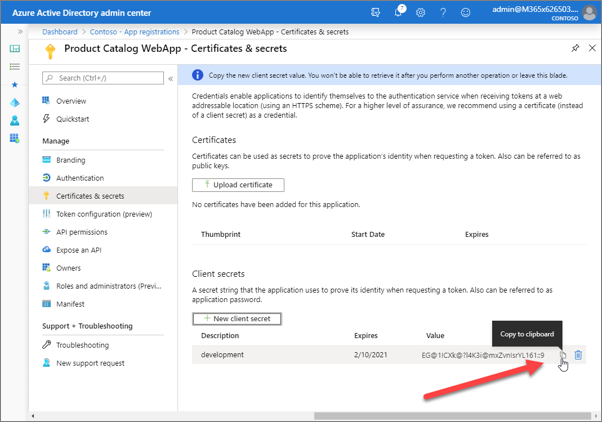 Azure Active Directory admin center
7
admin@M365x626503....
CONTOSO
Dashboard > Contoso - App registrations > Product Catalog WebApp - Certificates & secrets
Product Catalog WebApp - Certificates & secrets
Search (Ctrl+/)
Overview
Quickstart
Manage
Branding
Authentication
Certificates & secrets
Token configuration (preview)
API permissions
Expose an API
Owners
Roles and administrators (Previ...
Manifest
Support + Troubleshooting
Troubleshooting
New support request
Copy the new client secret value. You won't be able to retrieve it after you perform another operation or leave this blade.
Credentials enable applications to identify themselves to the authentication service when receiving tokens at a web
addressable location (using an HTTPS scheme). For a higher level of assurance, we recommend using a certificate (instead
of a client secret) as a credential.
Certificates
Certificates can be used as secrets to prove the application's identity when requesting a token. Also can be referred to as
public keys.
Upload certificate
No certificates have been added for this application.
Thumbprint Start Date Expires
Client secrets
A secret string that the application uses to prove its identity when requesting a token. Also can be referred to as
application password.
New client secret
Copy to clipboard
Description Expires Value
development 2/10/2021